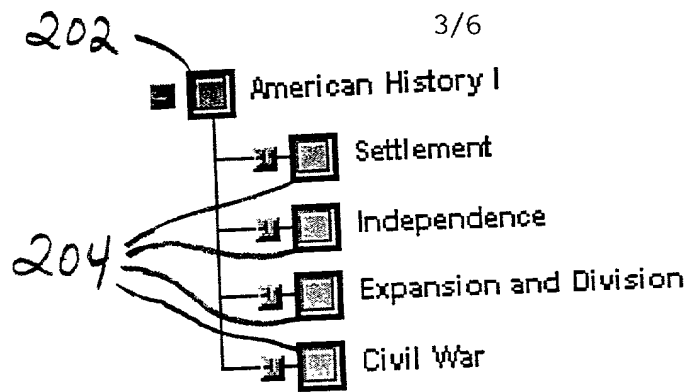 202
3/6
American History I
Settlement
Independence
204
Expansion and Division
Civil War